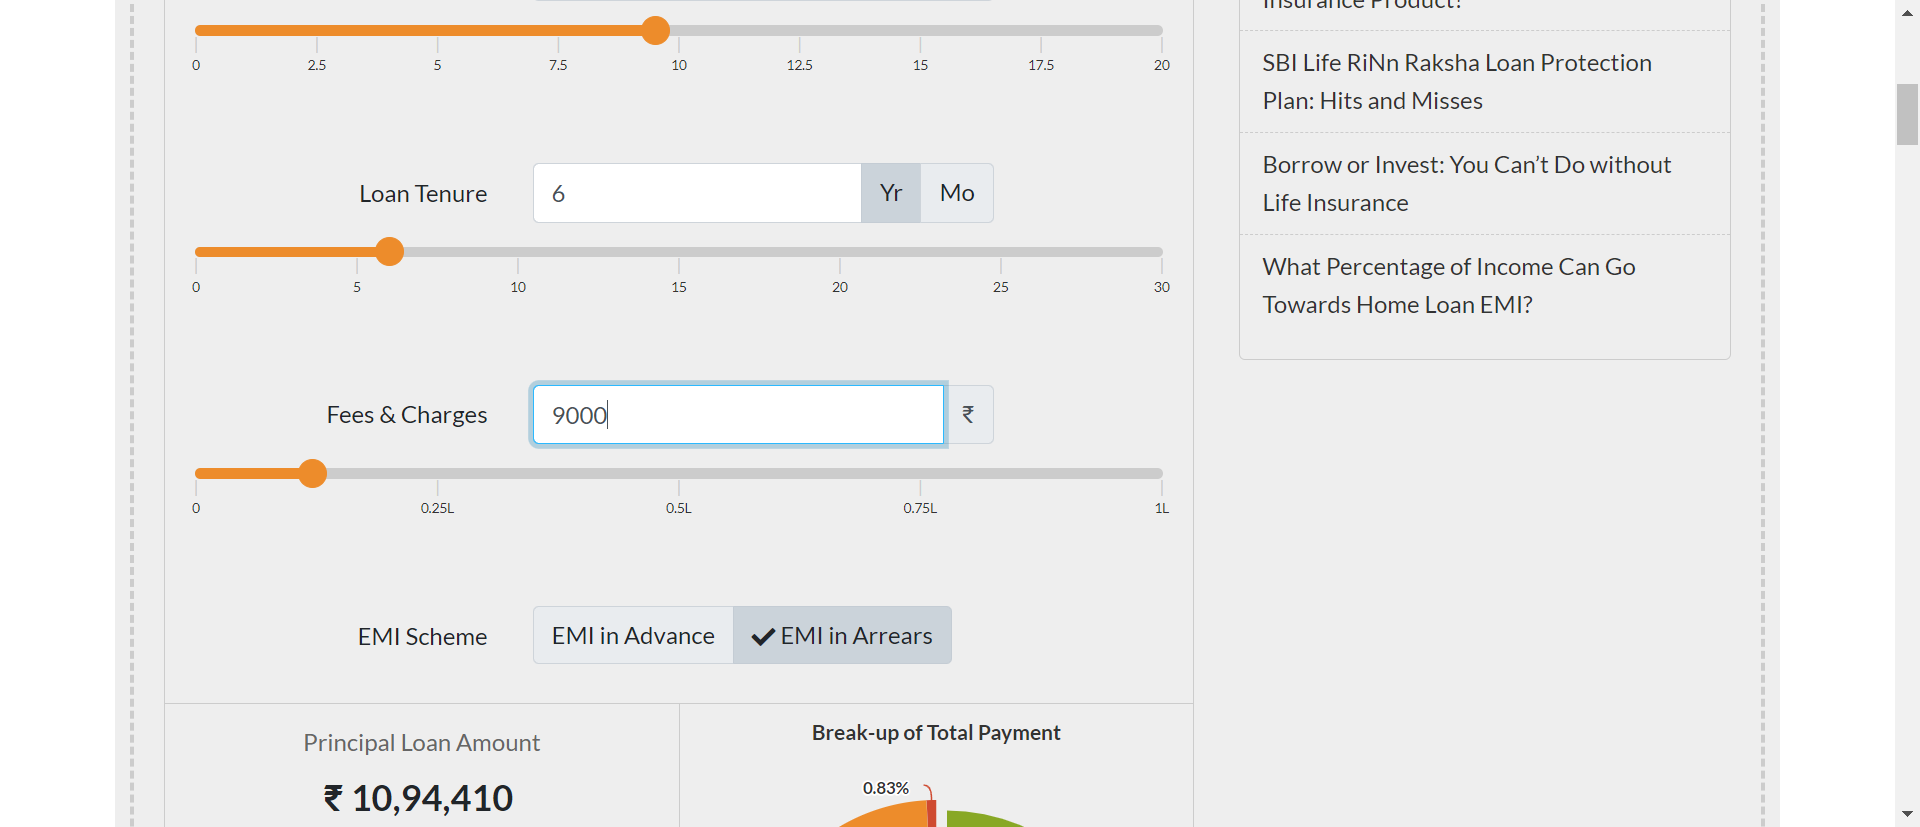 0 2.5 5 7.5 10 12.5 15 17.5 20
Loan Tenure 6 Yr Mo
0 5 10 15 20 25 30
Fees & Charges 9000 ₹
0 0.25L 0.5L 0.75L 1L
EMI Scheme EMI in Advance EMI in Arrears
Principal Loan Amount
₹ 10,94,410
Break-up of Total Payment
0.83%
Insurance Product?
SBI Life RiNn Raksha Loan Protection
Plan: Hits and Misses
Borrow or Invest: You Can’t Do without
Life Insurance
What Percentage of Income Can Go
Towards Home Loan EMI?